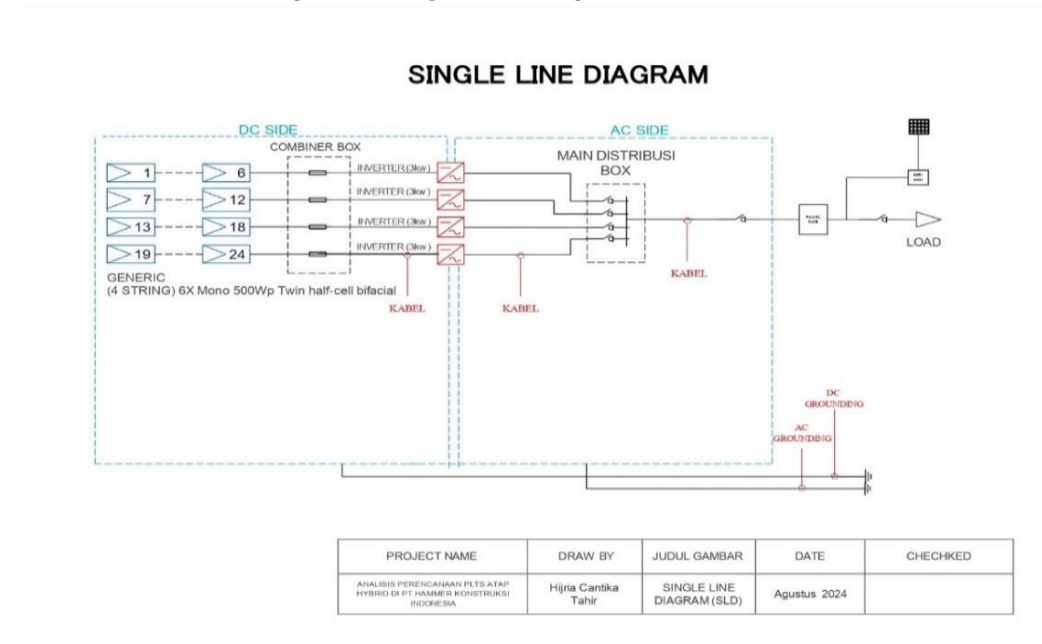 SINGLE LINE DIAGRAM
DC SIDE
AC SIDE
COMBINER BOX
MAIN DISTRIBUSI
BOX
1
6
INVERTER (3kw)
7
12
INVERTER (3kw)
13
18
INVERTER (3kw)
19
24
INVERTER (3kw)
LOAD
GENERIC
(4 STRING) 6X Mono 500Wp Twin half-cell bifacial
KABEL
KABEL
KABEL
DC
GROUNDING
AC
GROUNDING
PROJECT NAME
DRAW BY
JUDUL GAMBAR
DATE
CHECHKED
ANALISIS PERENCANAAN PLTS ATAP
HYBRID DI PT HAMMER KONSTRUKSI
INDONESIA
Hijria Cantika
Tahir
SINGLE LINE
DIAGRAM (SLD)
Agustus 2024